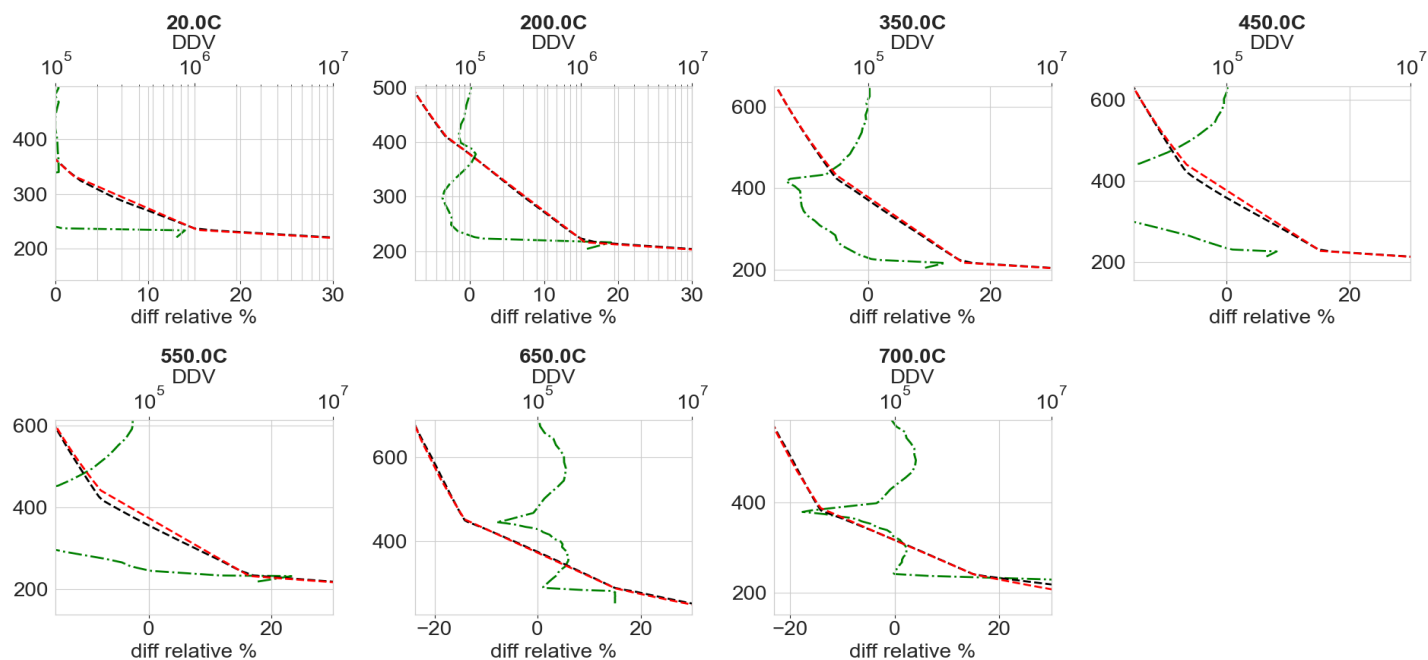 20.0C
DDV
10^5 10^6 10^7
400
300
200
0 10 20 30
diff relative %
200.0C
DDV
10^5 10^6 10^7
500
400
300
200
0 10 20 30
diff relative %
350.0C
DDV
10^5 10^7
600
400
200
0 20
diff relative %
450.0C
DDV
10^5 10^7
600
400
200
0 20
diff relative %
550.0C
DDV
10^5 10^7
600
400
200
0 20
diff relative %
650.0C
DDV
10^5 10^7
600
400
−20 0 20
diff relative %
700.0C
DDV
10^5 10^7
400
200
−20 0 20
diff relative %